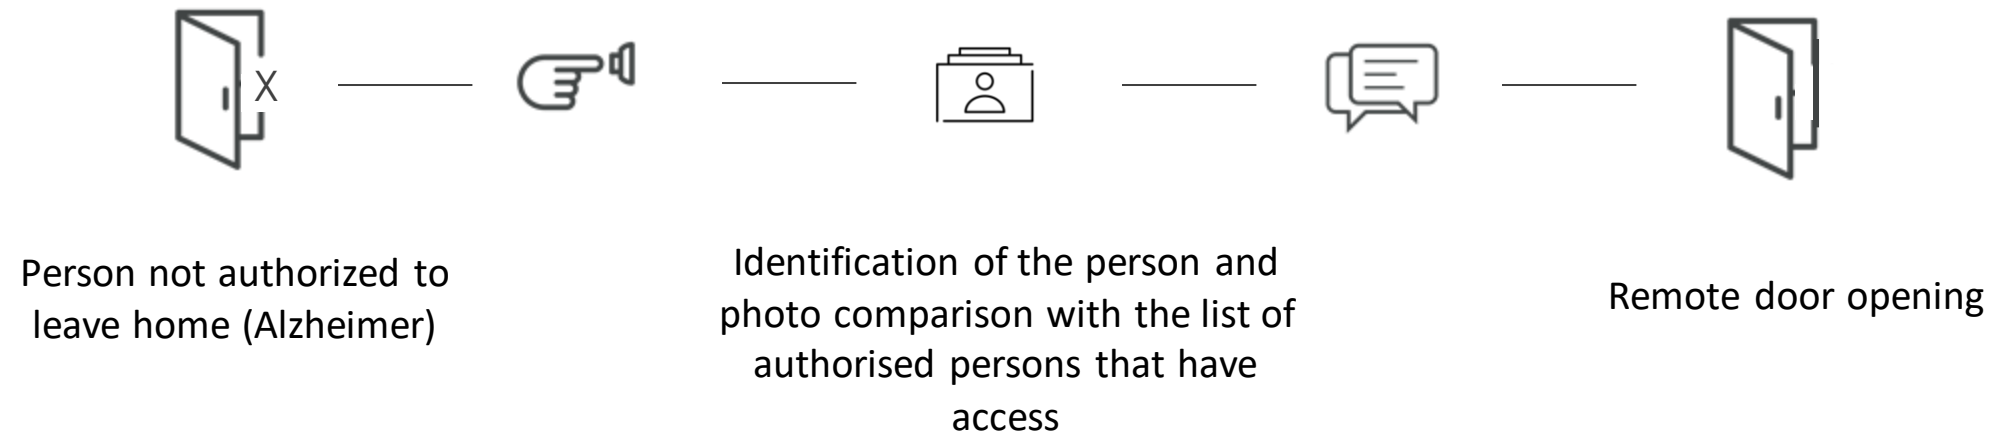 X
Person not authorized to
leave home (Alzheimer)
Identification of the person and
photo comparison with the list of
authorised persons that have
access
Remote door opening